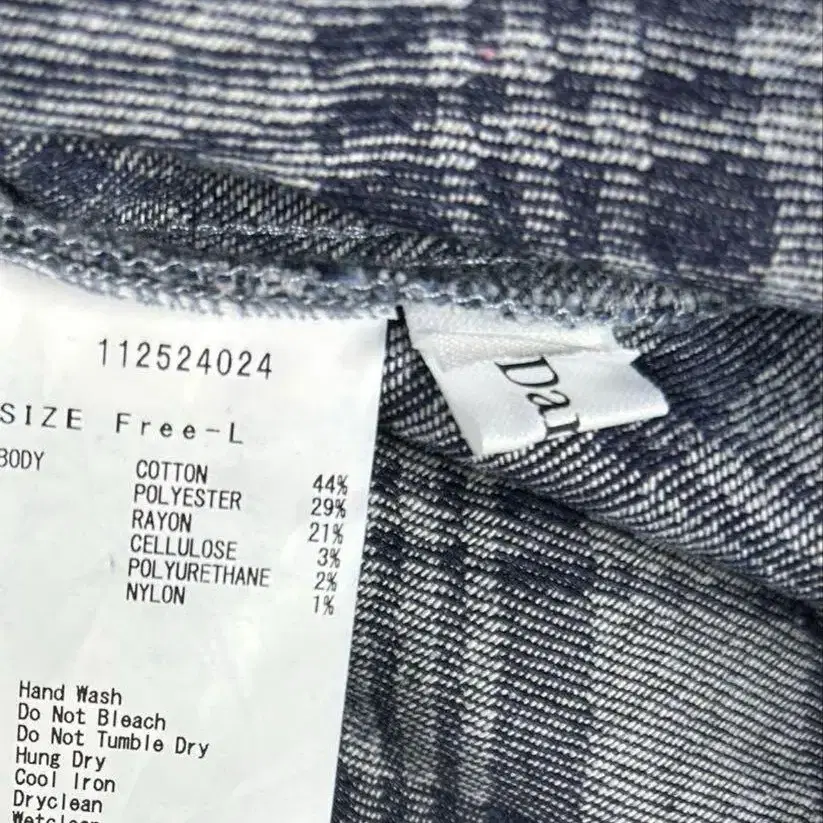 112524024
SIZE Free-L
BODY
COTTON 44%
POLYESTER 29%
RAYON 21%
CELLULOSE 3%
POLYURETHANE 2%
NYLON 1%
Hand Wash
Do Not Bleach
Do Not Tumble Dry
Hung Dry
Cool Iron
Dryclean